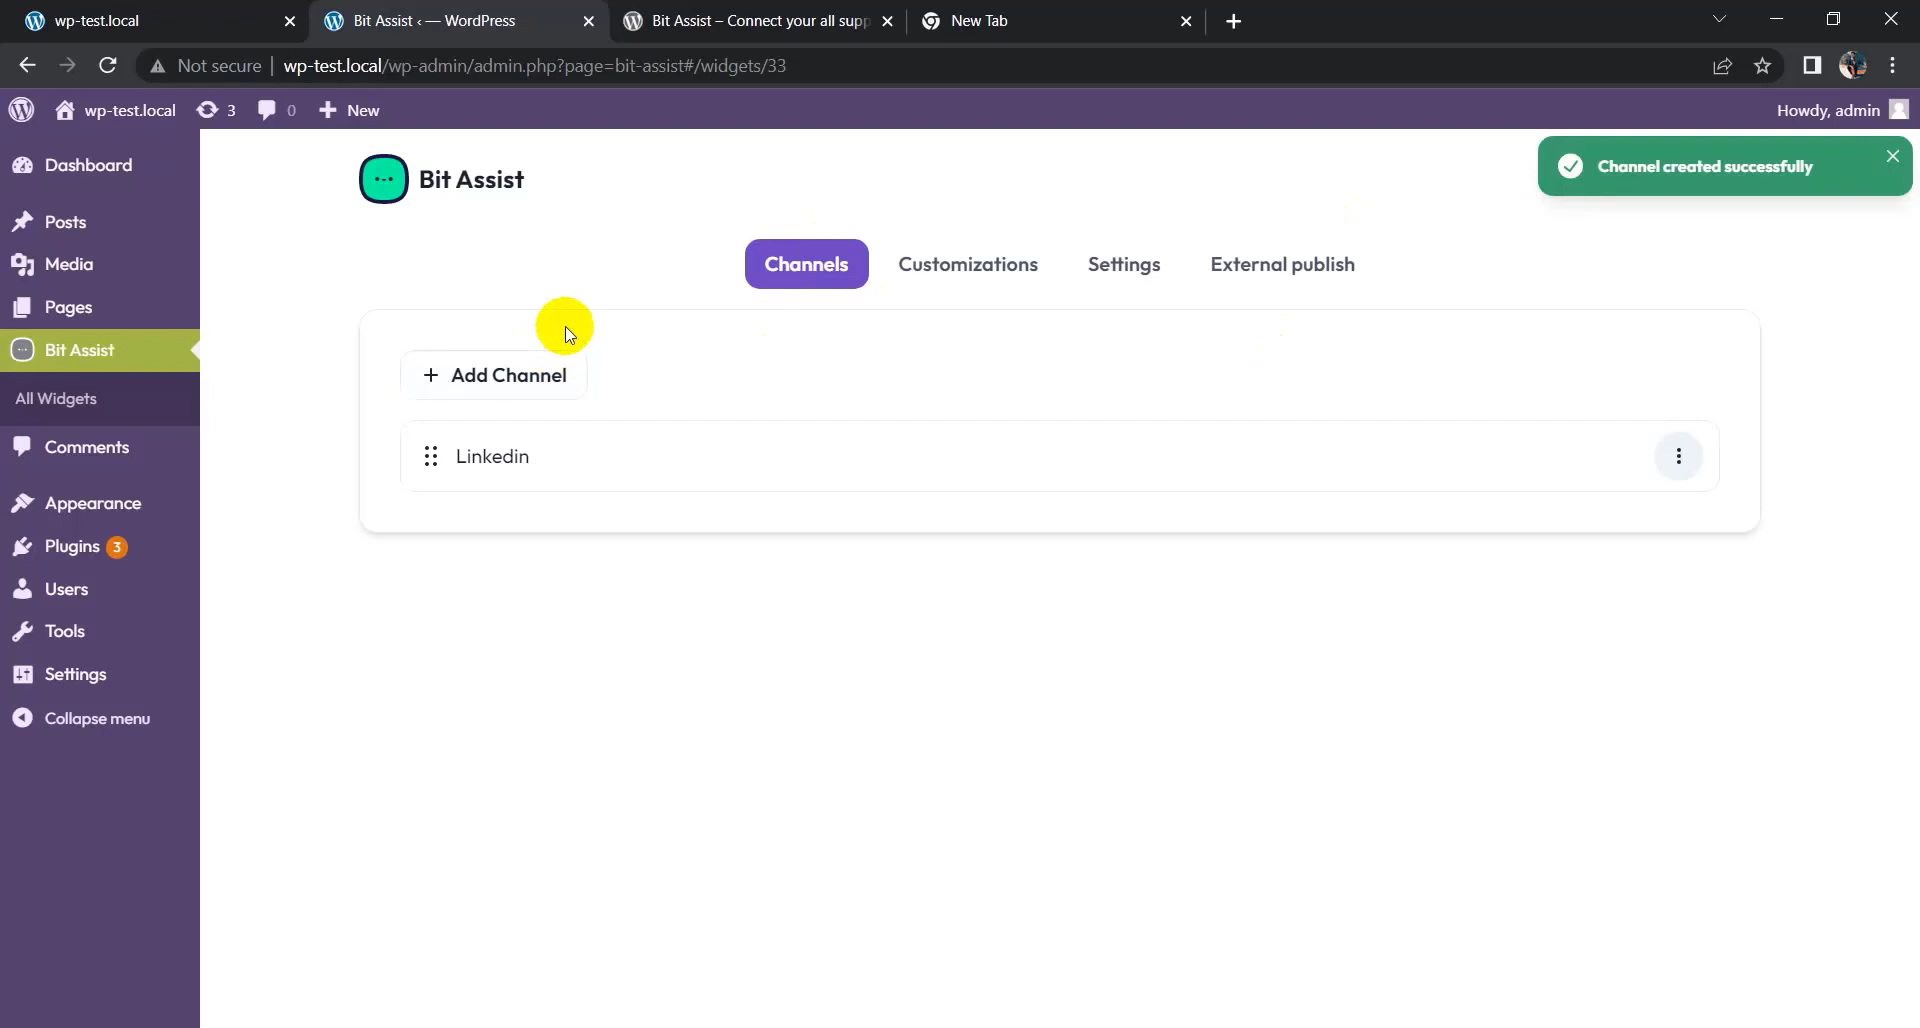 wp-test.local
Bit Assist ‹ — WordPress
Bit Assist – Connect your all supp
New Tab
Not secure
wp-test.local/wp-admin/admin.php?page=bit-assist#/widgets/33
wp-test.local
3
0
New
Howdy, admin
Dashboard
Posts
Media
Pages
Bit Assist
All Widgets
Comments
Appearance
Plugins 3
Users
Tools
Settings
Collapse menu
Bit Assist
Channel created successfully
Channels
Customizations
Settings
External publish
+ Add Channel
Linkedin